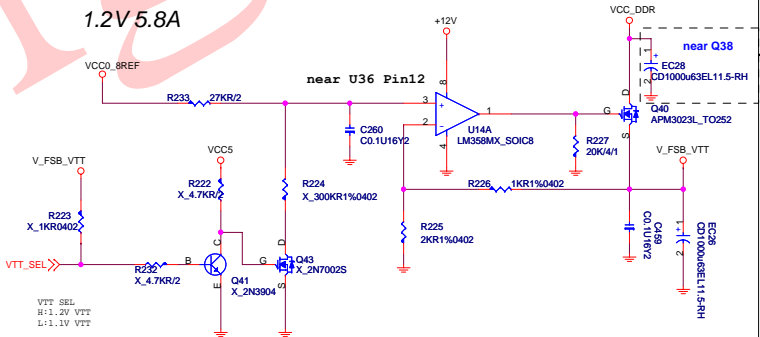 1.2V 5.8A
VCC_DDR
+12V
near Q38
VCC0_8REF
near U36 Pin12
1 +
EC28
2
CD1000u63EL11.5-RH
R233
27KR/2
8
3
+
1
2
-
4
U14A
LM358MX_SOIC8
D
G
S
Q40
APM3023L_TO252
C260
C0.1U16Y2
R227
20K/4/1
VCC5
V_FSB_VTT
V_FSB_VTT
R222
X_4.7KR/2
R224
X_300KR1%0402
R226
1KR1%0402
R223
X_1KR0402
R225
2KR1%0402
C459
C0.1U16Y2
1 +
2
EC26
CD1000u63EL11.5-RH
VTT_SEL
R232
X_4.7KR/2
B
C
E
Q41
X_2N3904
D
G
S
Q43
X_2N7002S
VTT SEL
H:1.2V VTT
L:1.1V VTT